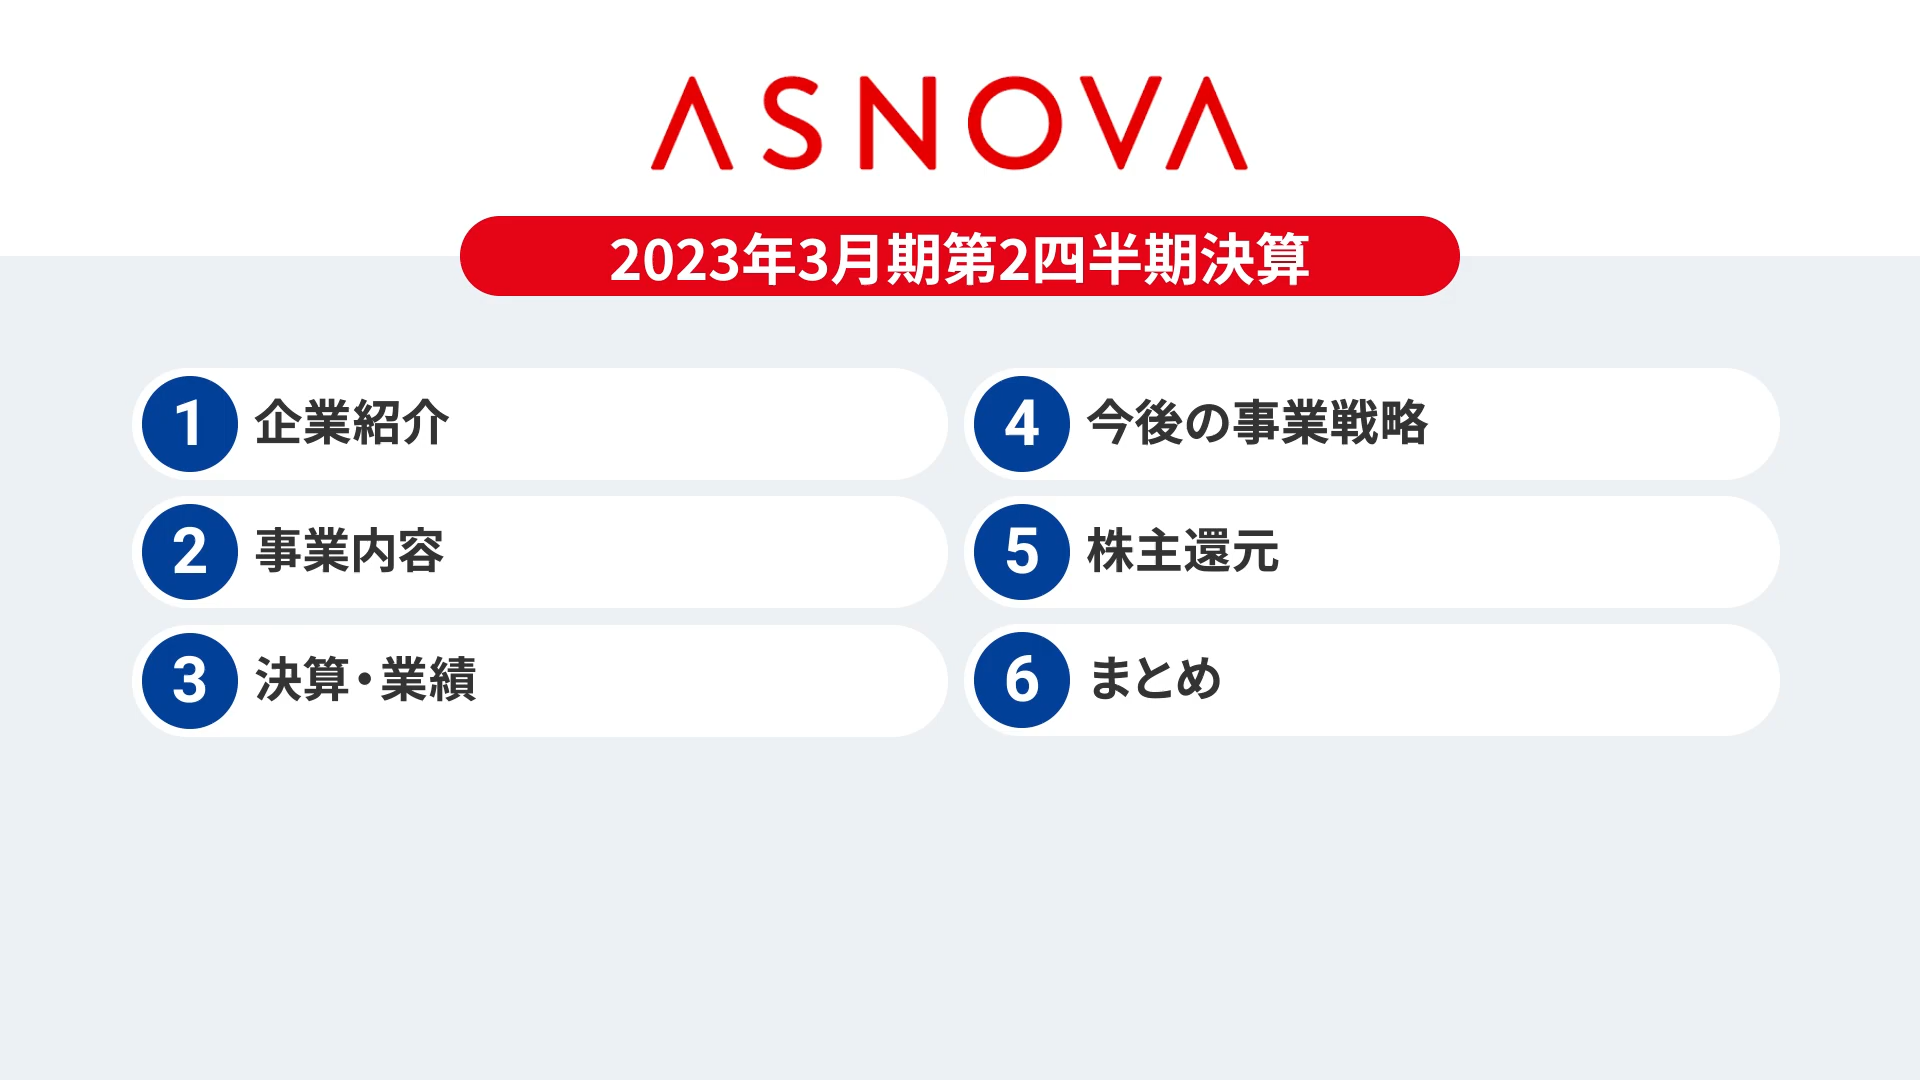 ASNOVA
2023年3月期第2四半期決算
1 企業紹介
2 事業内容
3 決算・業績
4 今後の事業戦略
5 株主還元
6 まとめ